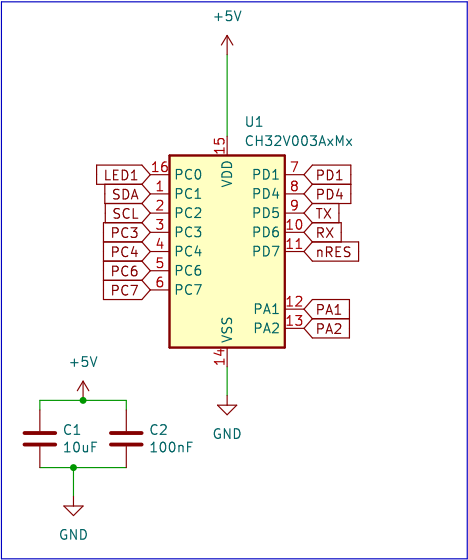 +5V
U1
CH32V003AxMx
15
VDD
LED1 16 PC0 PD1 7 PD1
SDA 1 PC1 PD4 8 PD4
SCL 2 PC2 PD5 9 TX
PC3 3 PC3 PD6 10 RX
PC4 4 PC4 PD7 11 nRES
PC6 5 PC6
PC7 6 PC7
PA1 12 PA1
PA2 13 PA2
VSS
14
+5V
GND
C1 C2
10uF 100nF
GND